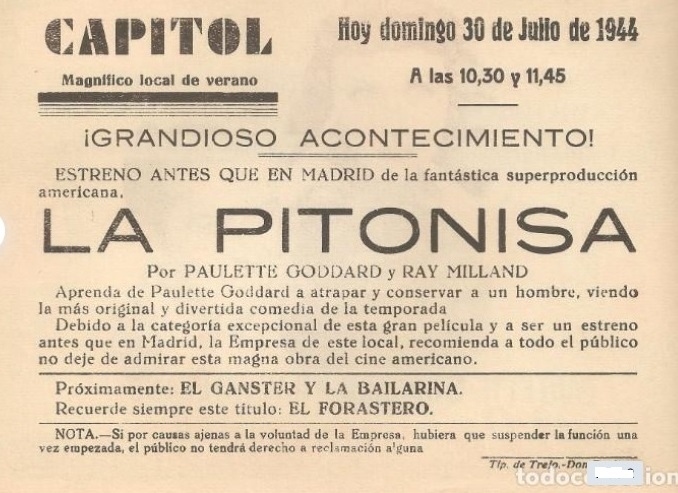 CAPITOL
Magnífico local de verano
Hoy domingo 30 de Julio de 1944
A las 10,30 y 11,45
¡GRANDIOSO ACONTECIMIENTO!
ESTRENO ANTES QUE EN MADRID de la fantástica superproducción
americana,
LA PITONISA
Por PAULETTE GODDARD y RAY MILLAND
Aprenda de Paulette Goddard a atrapar y conservar a un hombre, viendo
la más original y divertida comedia de la temporada
Debido a la categoría excepcional de esta gran película y a ser un estreno
antes que en Madrid, la Empresa de este local, recomienda a todo el público
no deje de admirar esta magna obra del cine americano.
Próximamente: EL GANSTER Y LA BAILARINA.
Recuerde siempre este título: EL FORASTERO.
NOTA.—Si por causas ajenas a la voluntad de la Empresa, hubiera que suspender la función una
vez empezada, el público no tendrá derecho a reclamación alguna
Tip. de Trejo.-Don